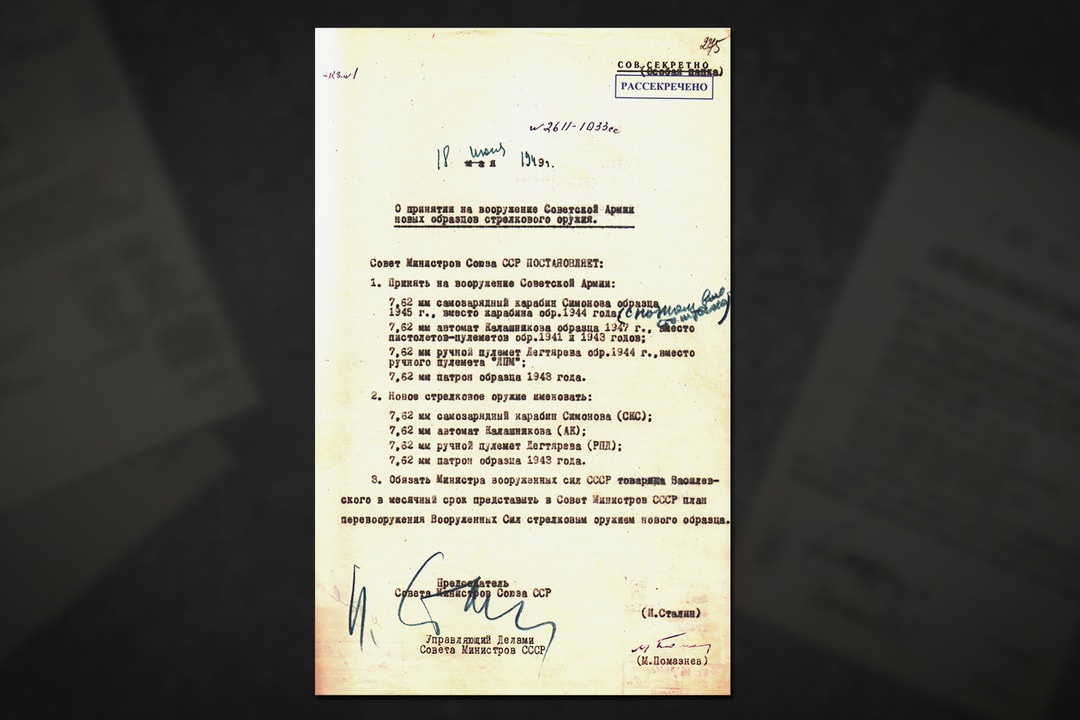 275
СОВ.СЕКРЕТНО
(Особая папка)
РАССЕКРЕЧЕНО
№ 2611-1033сс
18 июня 1949г.
мая
О принятии на вооружение Советской Армии
новых образцов стрелкового оружия.
Совет Министров Союза ССР ПОСТАНОВЛЯЕТ:
1. Принять на вооружение Советской Армии:
7,62 мм самозарядный карабин Симонова образца
1945 г., вместо карабина обр.1944 года
7,62 мм автомат Калашникова образца 1947 г., вместо
пистолетов-пулеметов обр.1941 и 1943 годов;
7,62 мм ручной пулемет Дегтярева обр.1944 г.,вместо
ручного пулемета "ДПМ";
7,62 мм патрон образца 1943 года.
2. Новое стрелковое оружие именовать:
7,62 мм самозарядный карабин Симонова (СКС);
7,62 мм автомат Калашникова (АК);
7,62 мм ручной пулемет Дегтярева (РПД);
7,62 мм патрон образца 1943 года.
3. Обязать Министра вооруженных сил СССР товарища Василев-
ского в месячный срок представить в Совет Министров СССР план
перевооружения Вооруженных Сил стрелковым оружием нового образца.
Председатель
Совета Министров Союза ССР
(И.Сталин)
Управляющий Делами
Совета Министров СССР
(М.Помазнев)